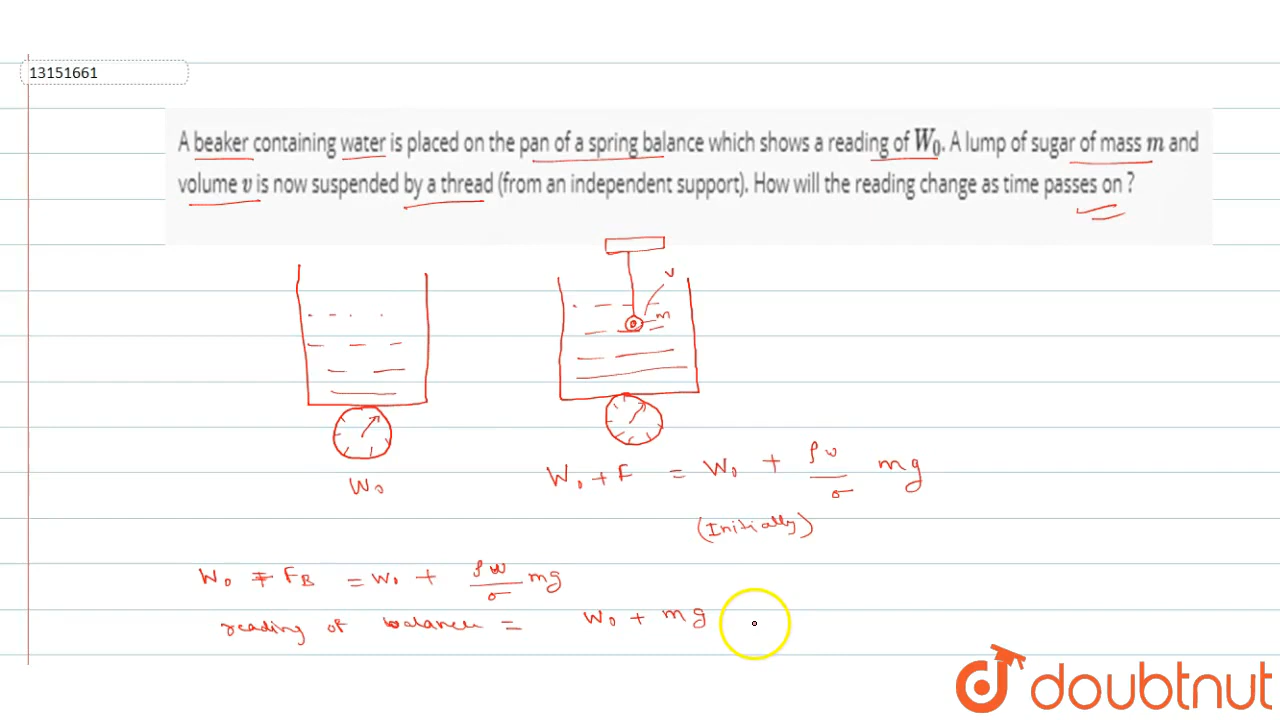 13151661
A beaker containing water is placed on the pan of a spring balance which shows a reading of W₀. A lump of sugar of mass m and
volume v is now suspended by a thread (from an independent support). How will the reading change as time passes on ?
v
m
W₀ + F = W₀ + ρw/σ mg
W₀
(Initially)
W₀ + FB = W₀ + ρw/σ mg
reading of balance = W₀ + mg
doubtnut